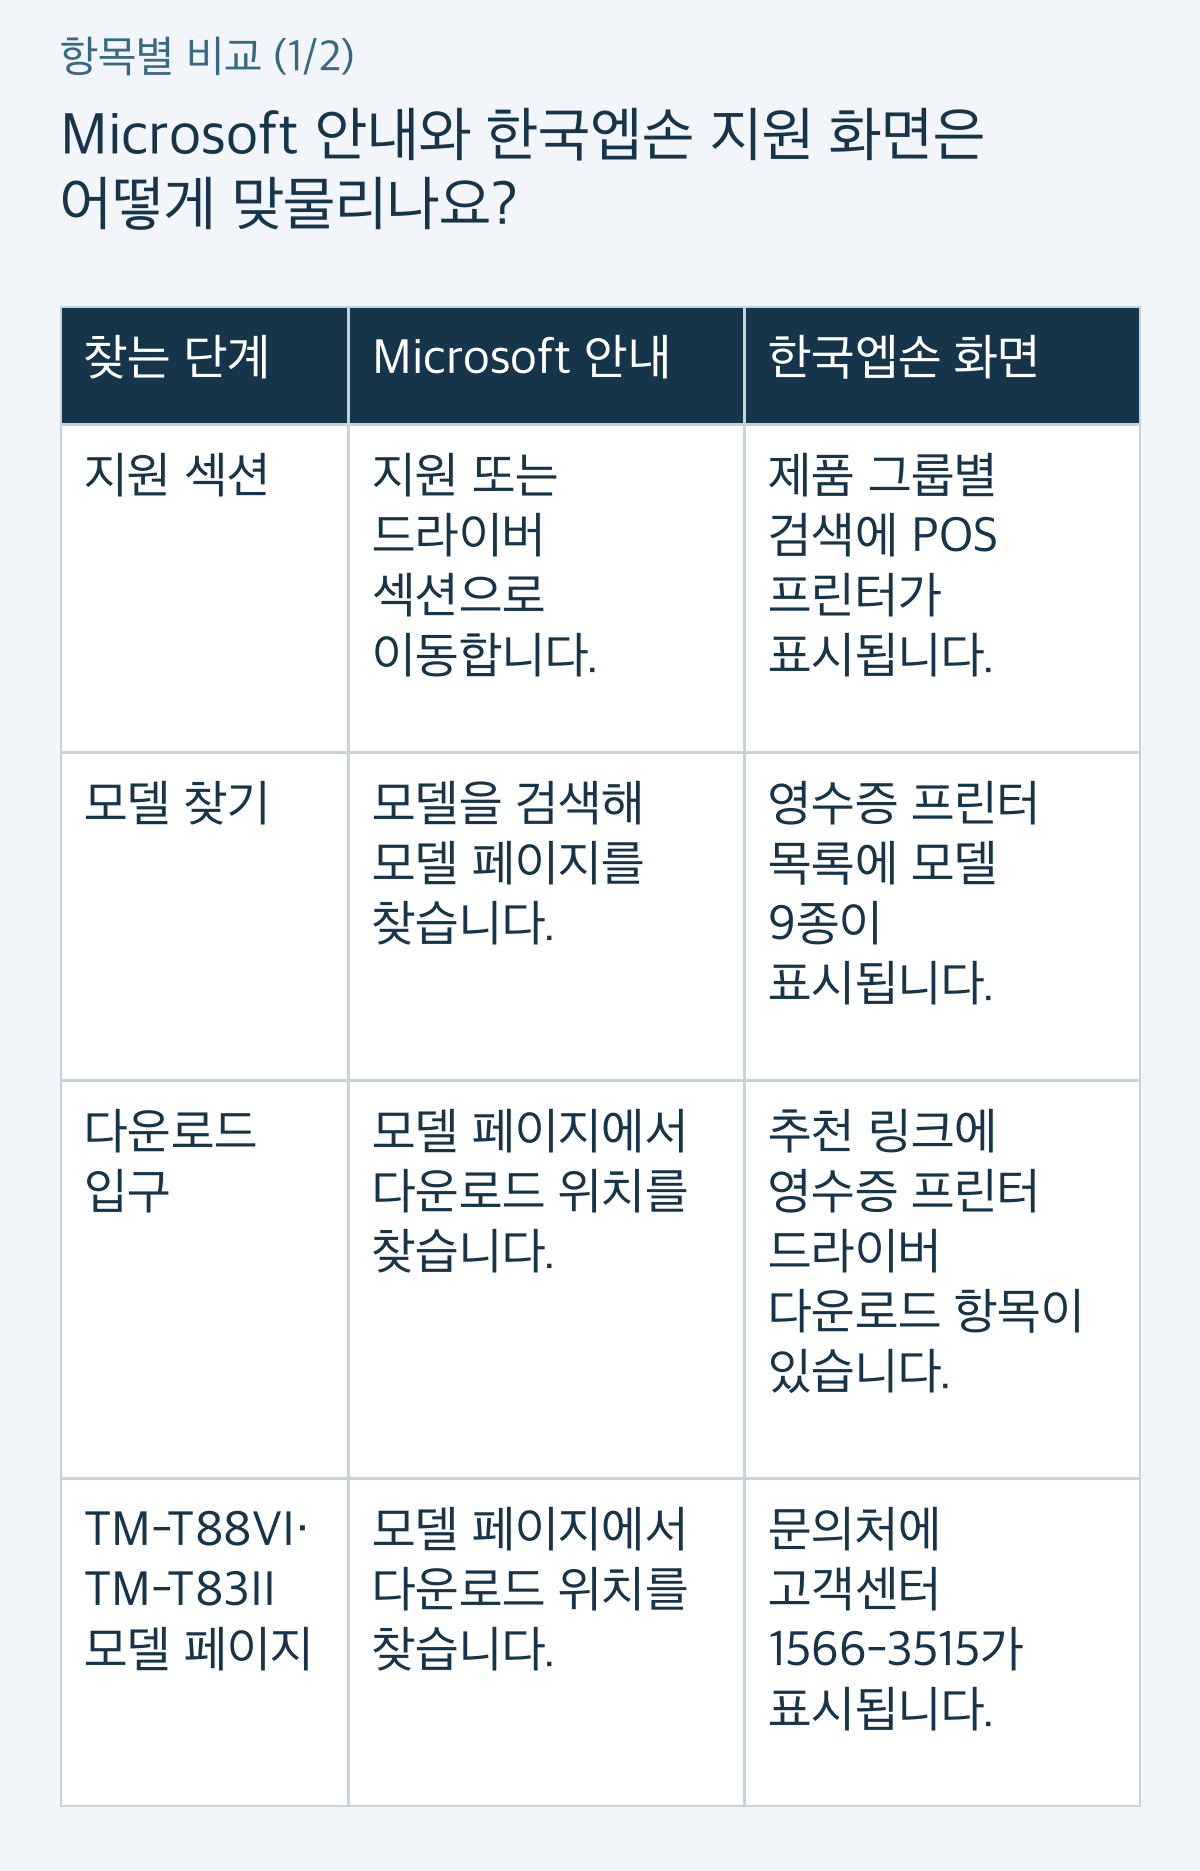 항목별 비교 (1/2)
Microsoft 안내와 한국엡손 지원 화면은
어떻게 맞물리나요?
찾는 단계
Microsoft 안내
한국엡손 화면
지원 섹션
지원 또는
드라이버
섹션으로
이동합니다.
제품 그룹별
검색에 POS
프린터가
표시됩니다.
모델 찾기
모델을 검색해
모델 페이지를
찾습니다.
영수증 프린터
목록에 모델
9종이
표시됩니다.
다운로드
입구
모델 페이지에서
다운로드 위치를
찾습니다.
추천 링크에
영수증 프린터
드라이버
다운로드 항목이
있습니다.
TM-T88VI·
TM-T83II
모델 페이지
모델 페이지에서
다운로드 위치를
찾습니다.
문의처에
고객센터
1566-3515가
표시됩니다.